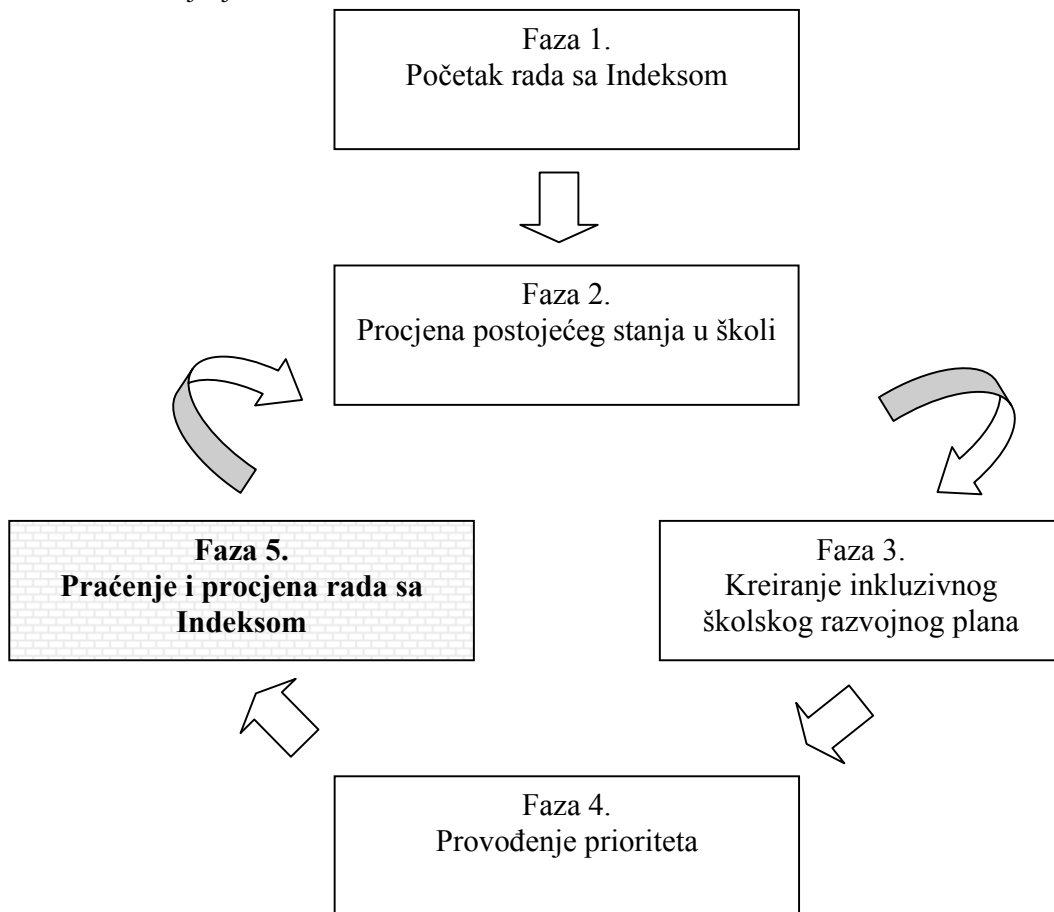 Faza 1.
Početak rada sa Indeksom
Faza 2.
Procjena postojećeg stanja u školi
Faza 5.
Praćenje i procjena rada sa
Indeksom
Faza 3.
Kreiranje inkluzivnog
školskog razvojnog plana
Faza 4.
Provođenje prioriteta